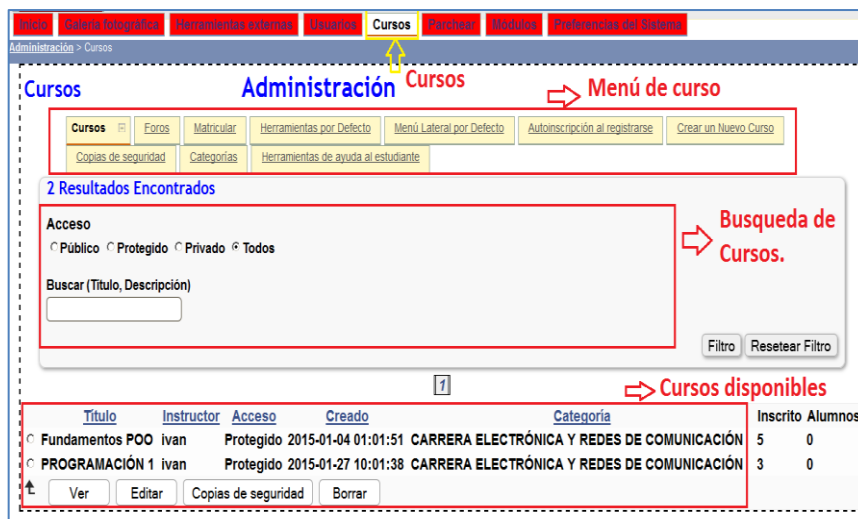 Inicio Galería fotográfica Herramientas externas Usuarios Cursos Parchear Módulos Preferencias del Sistema
Administración > Cursos
Cursos Administración Cursos
Menú de curso
Cursos Foros Matricular Herramientas por Defecto Menú Lateral por Defecto Autoinscripción al registrarse Crear un Nuevo Curso
Copias de seguridad Categorías Herramientas de ayuda al estudiante
2 Resultados Encontrados
Acceso
Público Protegido Privado Todos
Buscar (Título, Descripción)
Busqueda de
Cursos.
Filtro Resetear Filtro
1
Cursos disponibles
Título Instructor Acceso Creado Categoría Inscrito Alumnos
Fundamentos POO ivan Protegido 2015-01-04 01:01:51 CARRERA ELECTRÓNICA Y REDES DE COMUNICACIÓN 5 0
PROGRAMACIÓN 1 ivan Protegido 2015-01-27 10:01:38 CARRERA ELECTRÓNICA Y REDES DE COMUNICACIÓN 3 0
Ver Editar Copias de seguridad Borrar